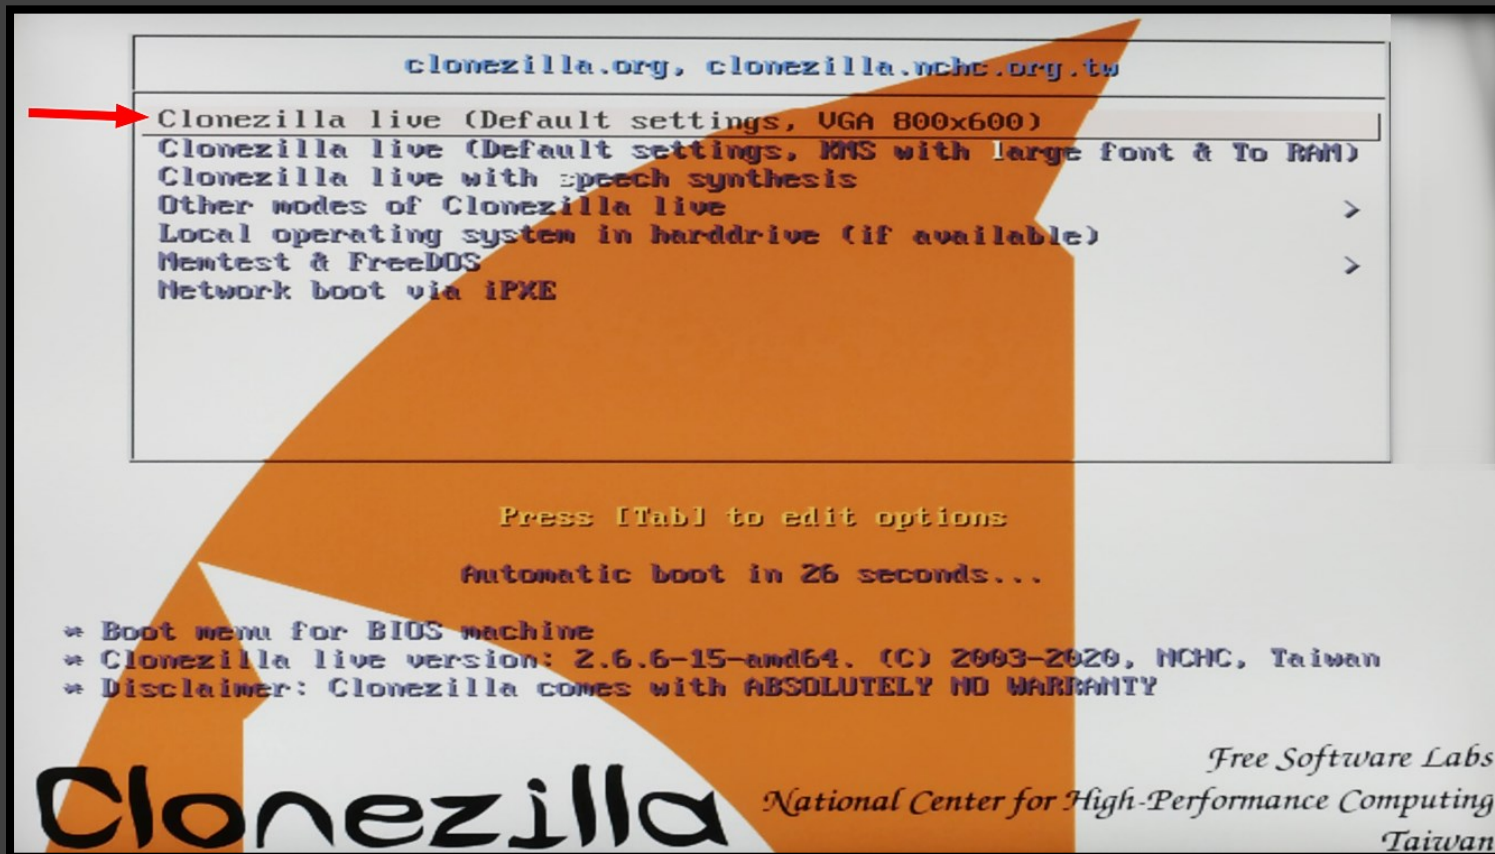 clonezilla.org, clonezilla.nchc.org.tw
Clonezilla live (Default settings, VGA 800x600)
Clonezilla live (Default settings, KMS with large font & To RAM)
Clonezilla live with speech synthesis
Other modes of Clonezilla live >
Local operating system in harddrive (if available)
Memtest & FreeDOS >
Network boot via iPXE
Press [Tab] to edit options
Automatic boot in 26 seconds...
* Boot menu for BIOS machine
* Clonezilla live version: 2.6.6-15-amd64. (C) 2003-2020, NCHC, Taiwan
* Disclaimer: Clonezilla comes with ABSOLUTELY NO WARRANTY
Clonezilla
Free Software Labs
National Center for High-Performance Computing
Taiwan